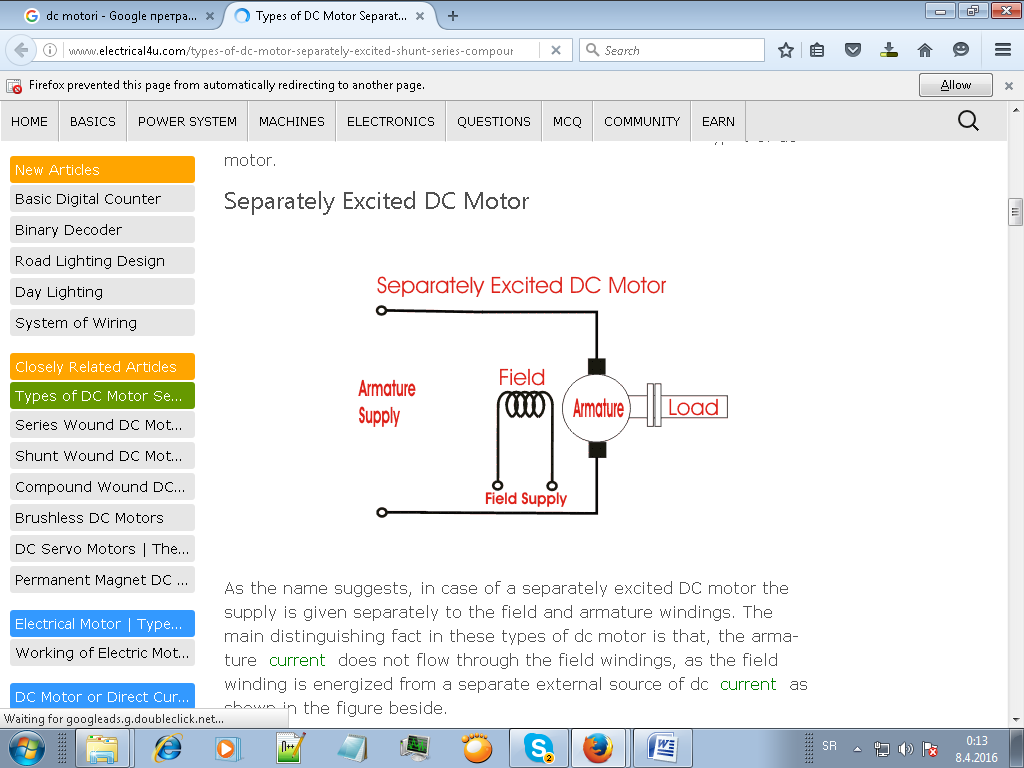 dc motori - Google претра...
Types of DC Motor Separat...
www.electrical4u.com/types-of-dc-motor-separately-excited-shunt-series-compour
Search
Firefox prevented this page from automatically redirecting to another page.
Allow
HOME
BASICS
POWER SYSTEM
MACHINES
ELECTRONICS
QUESTIONS
MCQ
COMMUNITY
EARN
New Articles
Basic Digital Counter
Binary Decoder
Road Lighting Design
Day Lighting
System of Wiring
Closely Related Articles
Types of DC Motor Se...
Series Wound DC Mot...
Shunt Wound DC Mot...
Compound Wound DC...
Brushless DC Motors
DC Servo Motors | The...
Permanent Magnet DC ...
Electrical Motor | Type...
Working of Electric Mot...
DC Motor or Direct Cur...
motor.
Separately Excited DC Motor
Separately Excited DC Motor
Armature
Supply
Field
Armature
Load
Field Supply
As the name suggests, in case of a separately excited DC motor the
supply is given separately to the field and armature windings. The
main distinguishing fact in these types of dc motor is that, the arma-
ture current does not flow through the field windings, as the field
winding is energized from a separate external source of dc current as
shown in the figure beside.
Waiting for googleads.g.doubleclick.net...
2
SR
0:13
8.4.2016